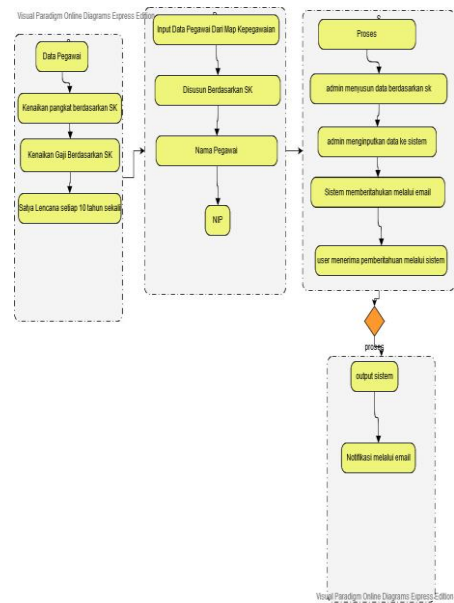 Visual Paradigm Online Diagrams Express Edition
Data Pegawai
Kenaikan pangkat berdasarkan SK
Kenaikan Gaji Berdasarkan SK
Satya Lencana setiap 10 tahun sekali
Input Data Pegawai Dari Map Kepegawaian
Disusun Berdasarkan SK
Nama Pegawai
NIP
Proses
admin menyusun data berdasarkan sk
admin menginputkan data ke sistem
Sistem memberitahukan melalui email
user menerima pemberitahuan melalui sistem
proses
output sistem
Notifikasi melalui email
Visual Paradigm Online Diagrams Express Edition